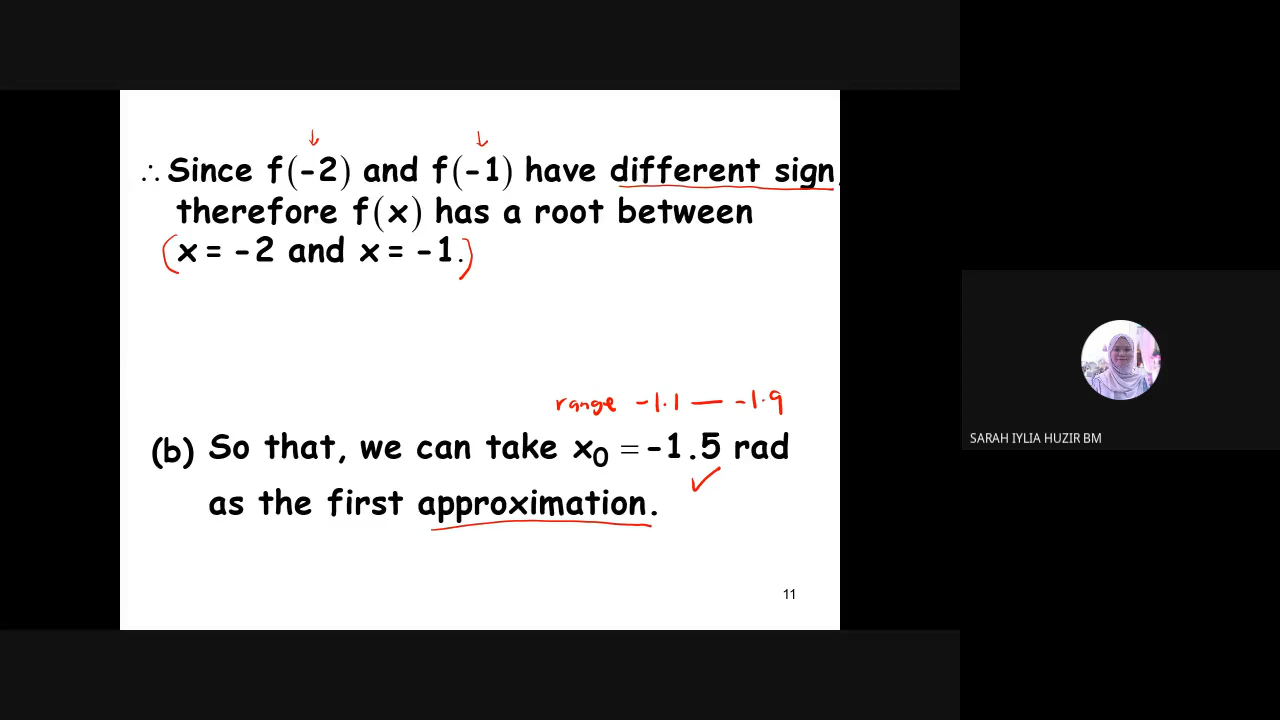 ∴ Since f(-2) and f(-1) have different sign,
therefore f(x) has a root between
(x = -2 and x = -1.)
range -1.1 — -1.9
(b) So that, we can take x₀ = -1.5 rad
as the first approximation.
11
SARAH IYLIA HUZIR BM